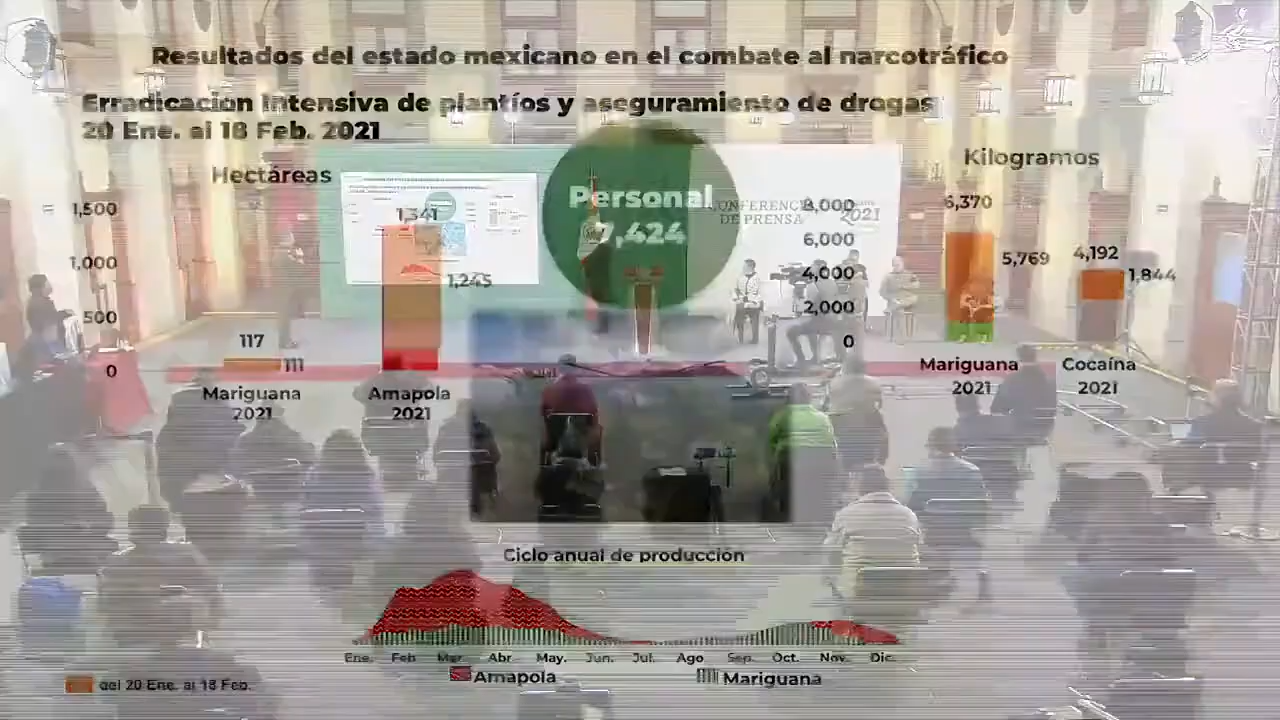 Resultados del estado mexicano en el combate al narcotráfico
Erradicación intensiva de plantíos y aseguramiento de drogas
20 Ene. al 18 Feb. 2021
Hectáreas
1,500
1,000
500
0
117
111
Mariguana
2021
1,341
1,245
Amapola
2021
Personal
7,424
CONFERENCIA
DE PRENSA
2021
Kilogramos
8,000
6,000
4,000
2,000
0
6,370
5,769
Mariguana
2021
4,192
1,844
Cocaína
2021
Ciclo anual de producción
Ene. Feb Mar Abr May. Jun. Jul. Ago Sep. Oct. Nov. Dic.
Amapola Mariguana
del 20 Ene. al 18 Feb.